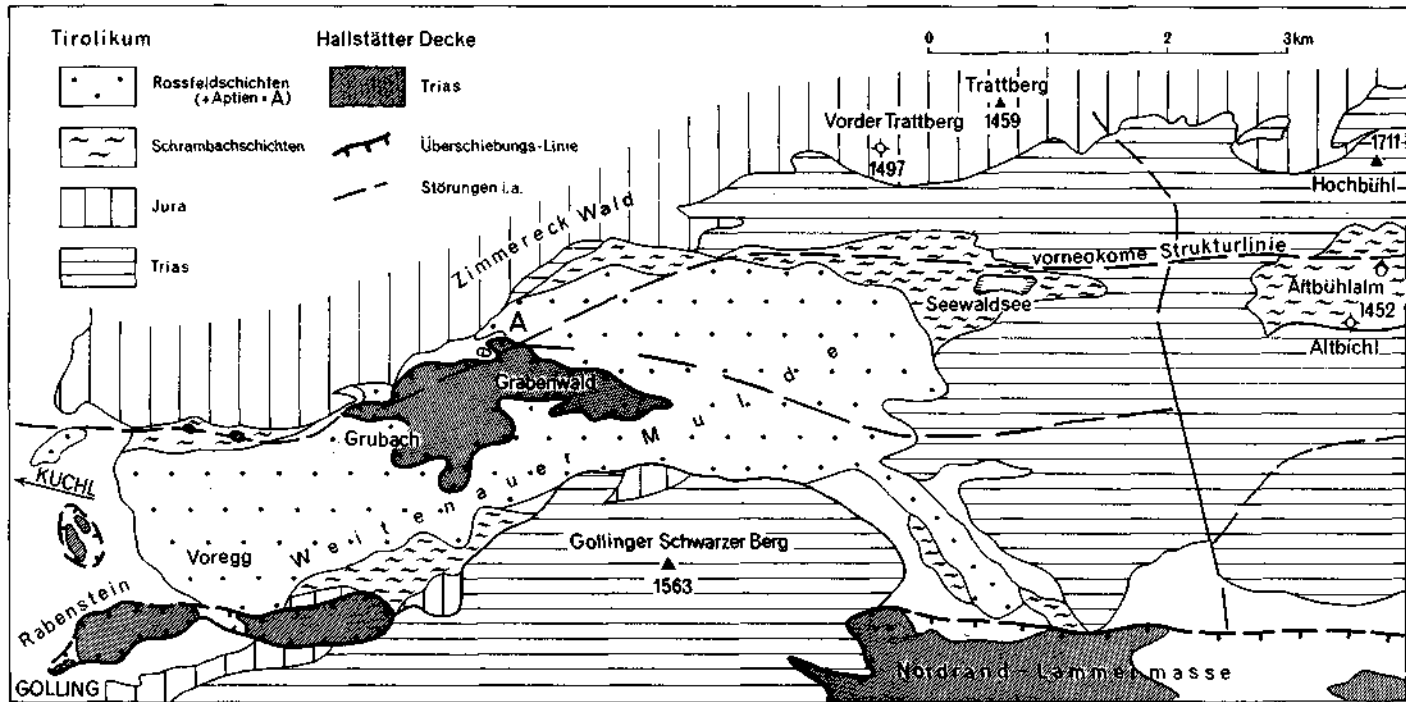 Tirolikum
Rossfeldschichten
(+Aptien = A)
Schrambachschichten
Jura
Trias
Hallstätter Decke
Trias
Überschiebungs-Linie
Störungen i.a.
0 1 2 3km
Trattberg
1459
Vorder Trattberg
1497
1711
Hochbühl
Zimmereck Wald
vorneokome Strukturlinie
Seewaldsee
Altbühlalm
1452
Altbichl
A
Grabenwald
Grubach
Weitenauer Mulde
KUCHL
Voregg
Gollinger Schwarzer Berg
1563
Rabenstein
GOLLING
Nordrand-Lammermasse